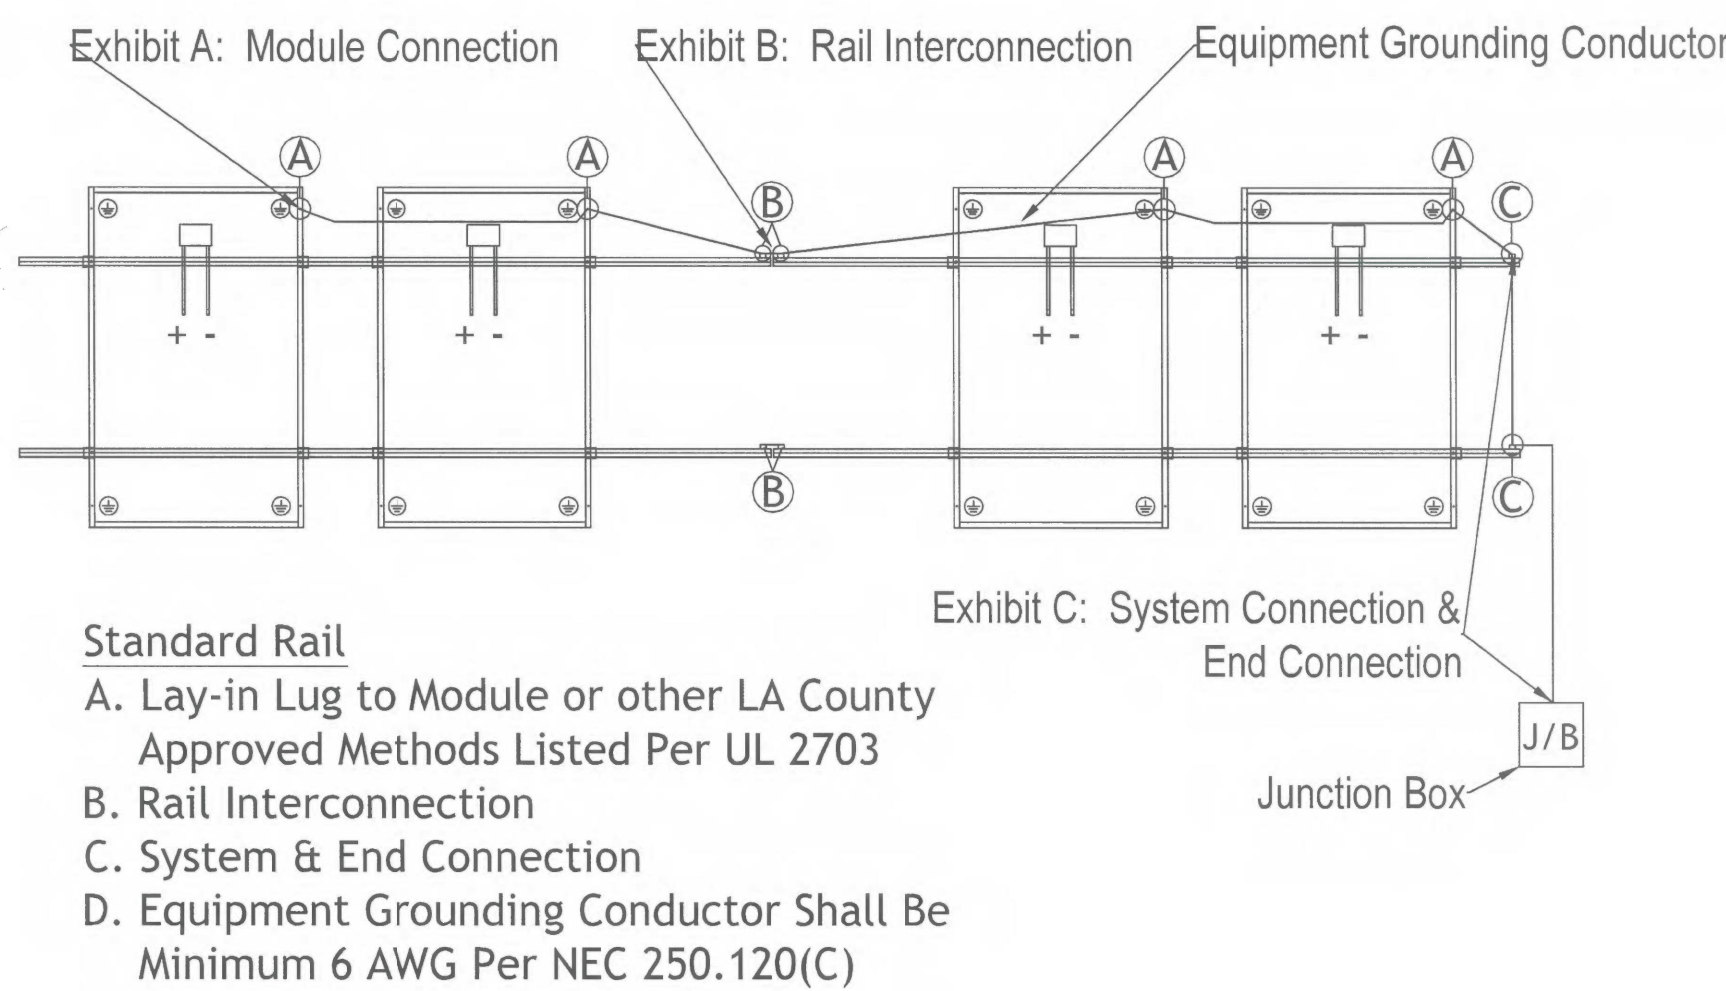 Exhibit A: Module Connection
Exhibit B: Rail Interconnection
Equipment Grounding Conductor
A
A
A
A
B
C
+ -
+ -
+ -
+ -
B
C
Exhibit C: System Connection &
End Connection
J/B
Junction Box
Standard Rail
A. Lay-in Lug to Module or other LA County
Approved Methods Listed Per UL 2703
B. Rail Interconnection
C. System & End Connection
D. Equipment Grounding Conductor Shall Be
Minimum 6 AWG Per NEC 250.120(C)